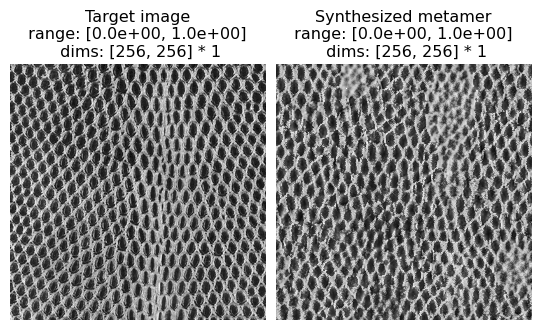 Target image
range: [0.0e+00, 1.0e+00]
dims: [256, 256] * 1
Synthesized metamer
range: [0.0e+00, 1.0e+00]
dims: [256, 256] * 1